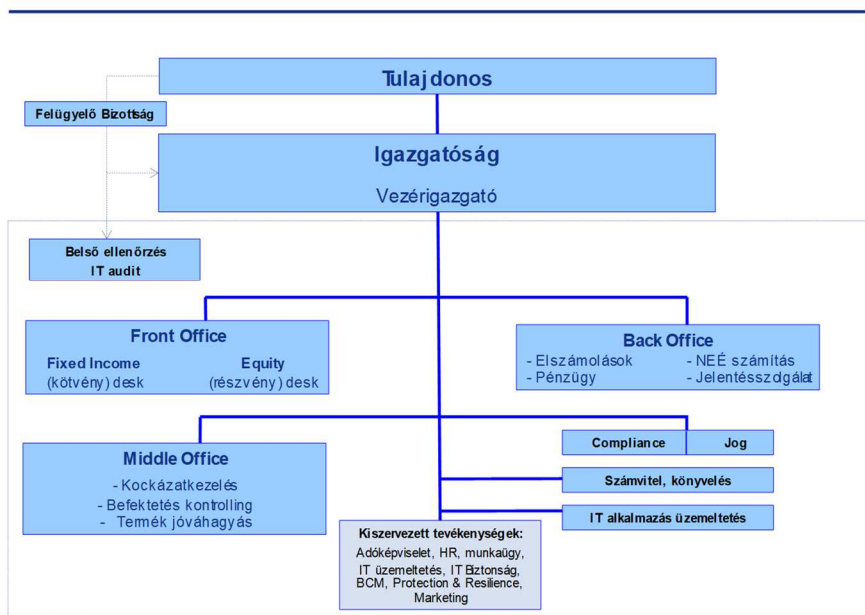 Tulajdonos
Felügyelő Bizottság
Igazgatóság
Vezérigazgató
Belső ellenőrzés
IT audit
Front Office
Fixed Income Equity
(kötvény) desk (részvény) desk
Back Office
- Elszámolások - NEÉ számítás
- Pénzügy - Jelentésszolgálat
Middle Office
- Kockázatkezelés
- Befektetés kontrolling
- Termék jóváhagyás
Compliance Jog
Számvitel, könyvelés
IT alkalmazás üzemeltetés
Kiszervezett tevékenységek:
Adóképviselet, HR, munkaügy,
IT üzemeltetés, IT Biztonság,
BCM, Protection & Resilience,
Marketing